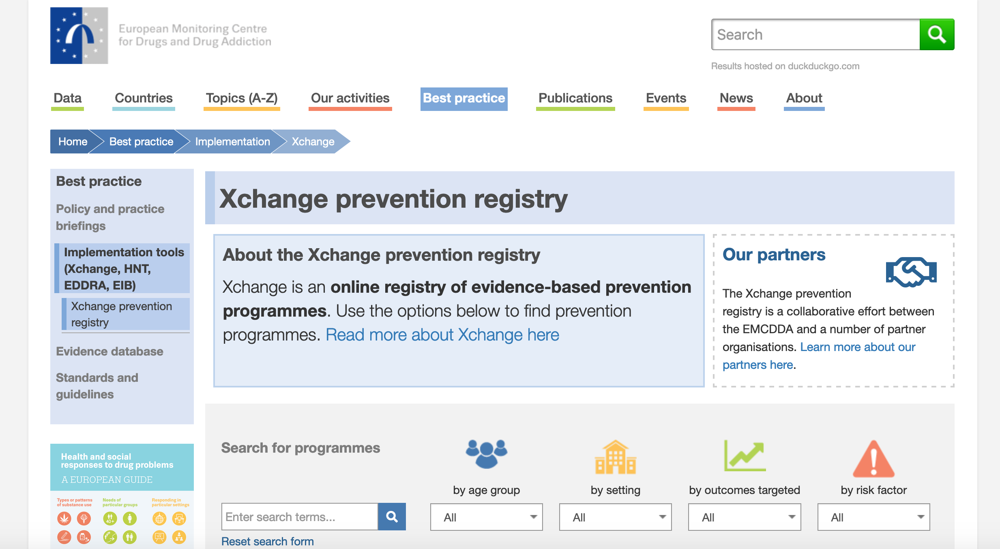 European Monitoring Centre
for Drugs and Drug Addiction
Search
Results hosted on duckduckgo.com
Data
Countries
Topics (A-Z)
Our activities
Best practice
Publications
Events
News
About
Home
Best practice
Implementation
Xchange
Best practice
Policy and practice
briefings
Implementation tools
(Xchange, HNT,
EDDRA, EIB)
Xchange prevention
registry
Evidence database
Standards and
guidelines
Health and social
responses to drug problems
A EUROPEAN GUIDE
Types or patterns
of substance use
Needs of
particular groups
Responding in
particular settings
40+
√x
Xchange prevention registry
About the Xchange prevention registry
Xchange is an online registry of evidence-based prevention
programmes. Use the options below to find prevention
programmes. Read more about Xchange here
Our partners
The Xchange prevention
registry is a collaborative effort between
the EMCDDA and a number of partner
organisations. Learn more about our
partners here.
Search for programmes
Enter search terms...
Reset search form
by age group
All
by setting
All
by outcomes targeted
All
by risk factor
All